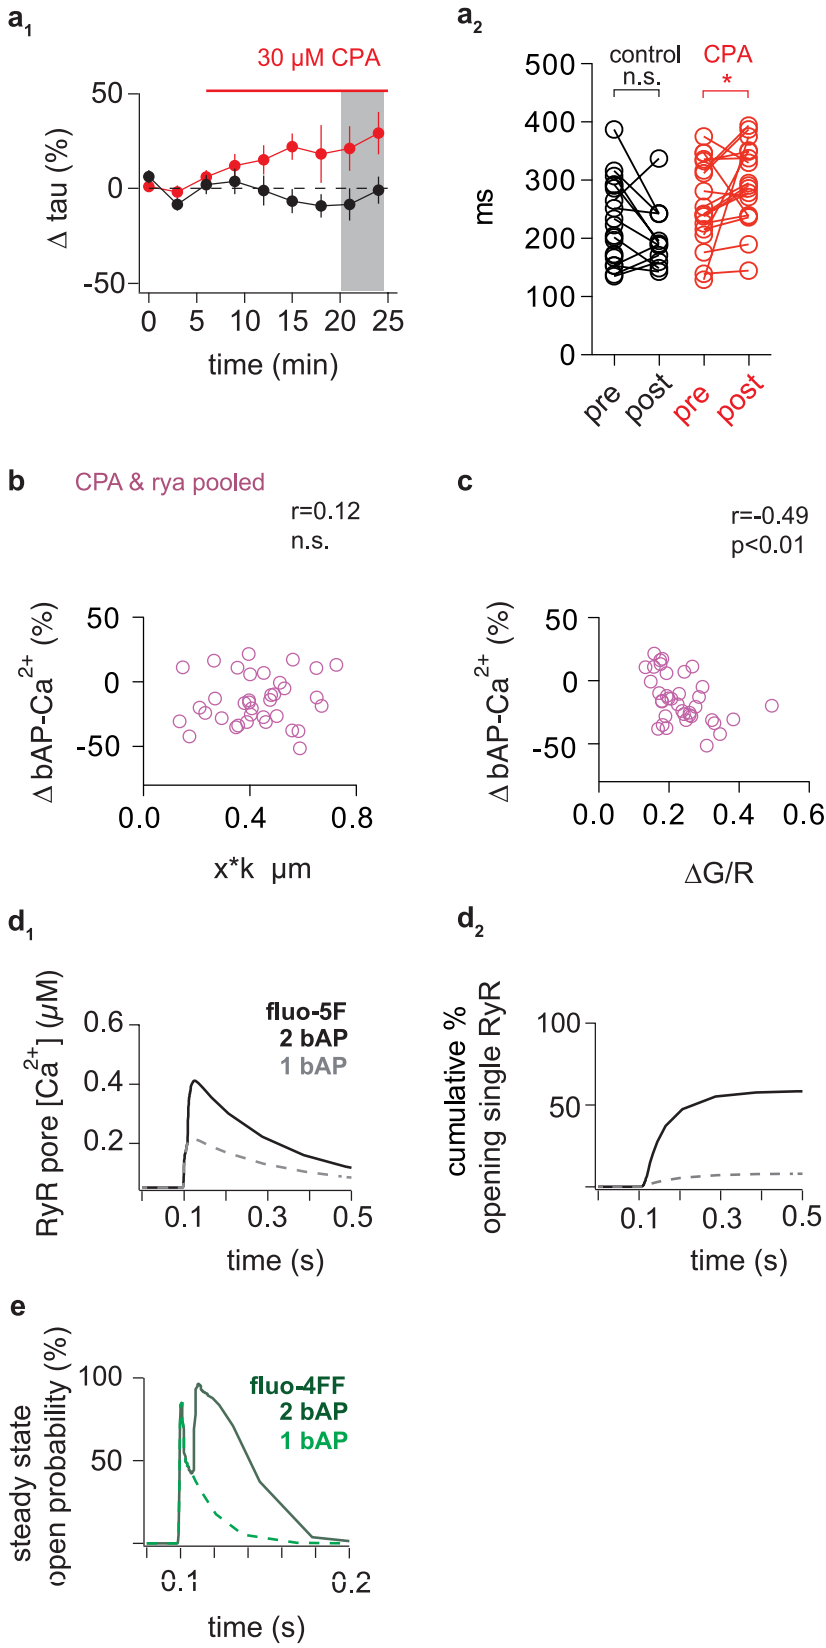 a1
30 µM CPA
50
0
-50
Δ tau (%)
0 5 10 15 20 25
time (min)
a2
control
n.s.
CPA
*
500
400
300
200
100
0
ms
pre post pre post
b
CPA & rya pooled
r=0.12
n.s.
50
0
-50
Δ bAP-Ca2+ (%)
0.0 0.4 0.8
x*k µm
c
r=-0.49
p<0.01
50
0
-50
Δ bAP-Ca2+ (%)
0.0 0.2 0.4 0.6
ΔG/R
d1
fluo-5F
2 bAP
1 bAP
0.6
0.4
0.2
RyR pore [Ca2+] (µM)
0.1 0.3 0.5
time (s)
d2
100
50
cumulative %
opening single RyR
0.1 0.3 0.5
time (s)
e
fluo-4FF
2 bAP
1 bAP
100
50
steady state
open probability (%)
0.1 0.2
time (s)